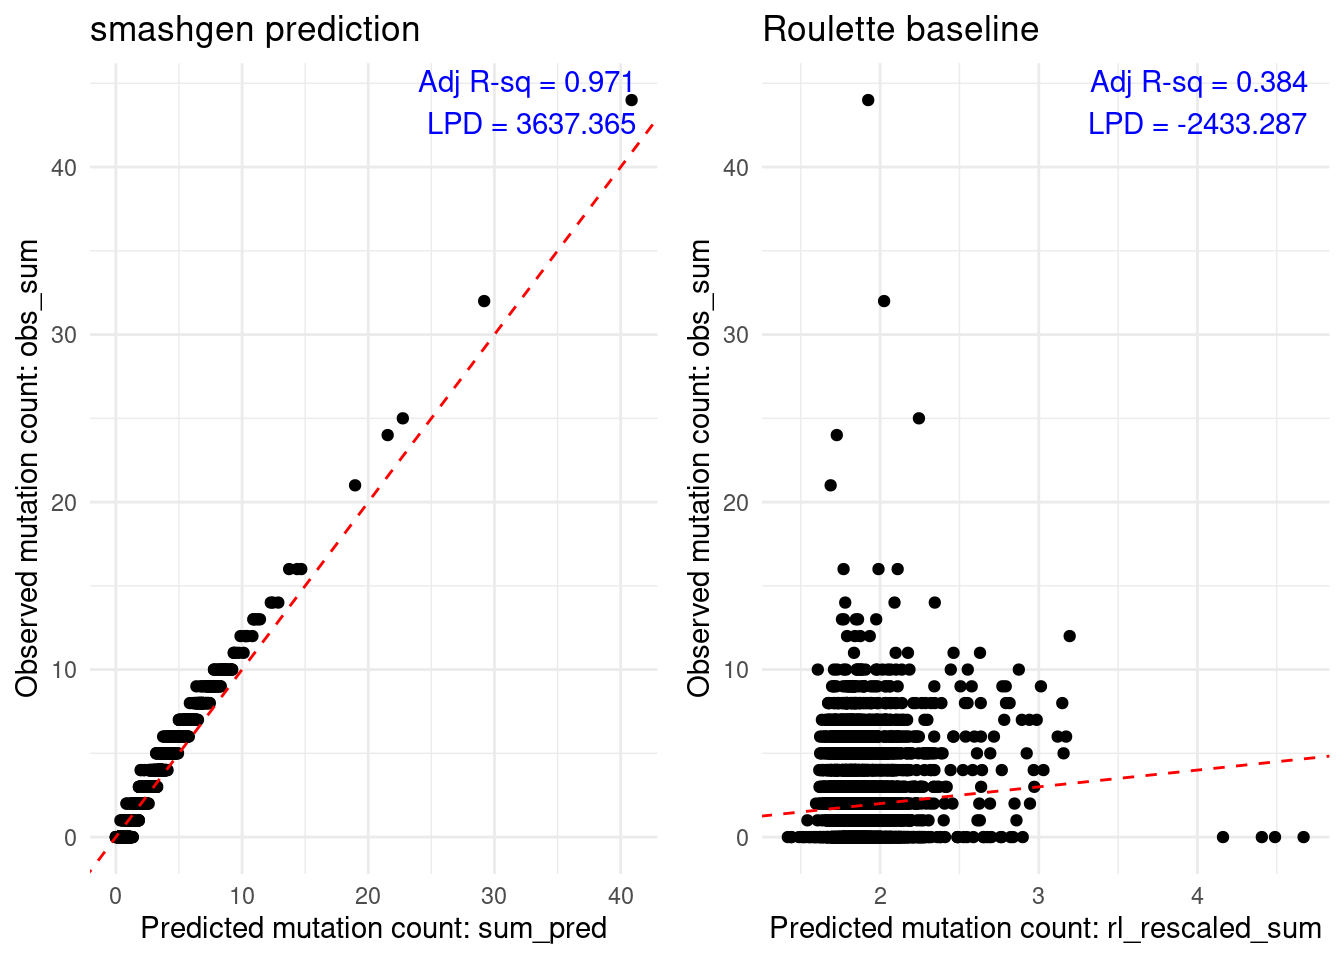 smashgen prediction
Adj R-sq = 0.971
LPD = 3637.365
40
30
20
10
0
0
10
20
30
40
Observed mutation count: obs_sum
Predicted mutation count: sum_pred
Roulette baseline
Adj R-sq = 0.384
LPD = -2433.287
40
30
20
10
0
2
3
4
Observed mutation count: obs_sum
Predicted mutation count: rl_rescaled_sum